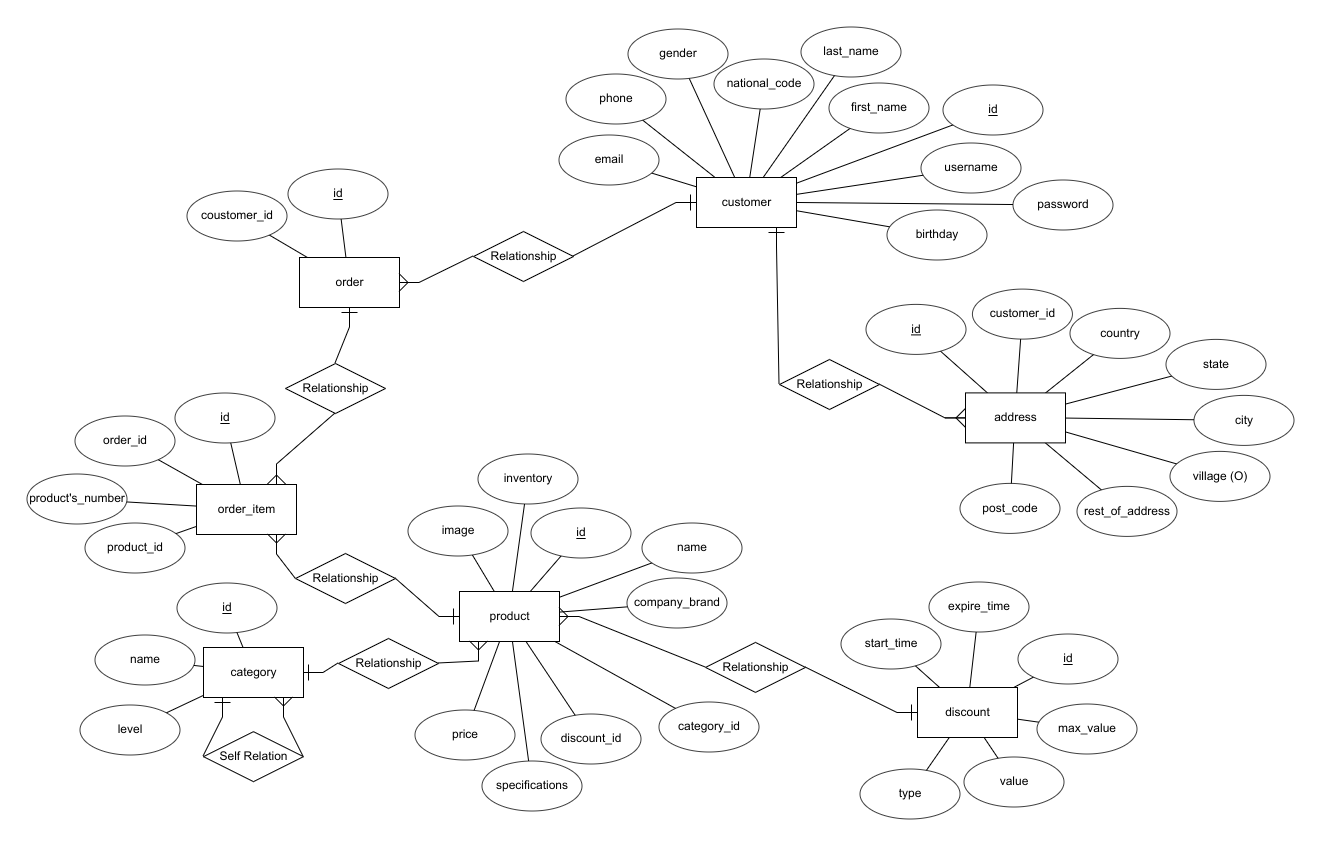 last_name
gender
national_code
phone
first_name
id
email
username
customer
password
birthday
id
coustomer_id
order
Relationship
id
customer_id
country
state
Relationship
Relationship
address
city
village (O)
post_code
rest_of_address
id
order_id
product's_number
order_item
product_id
inventory
image
id
name
Relationship
company_brand
product
id
name
category
level
Relationship
Self Relation
price
specifications
discount_id
category_id
Relationship
expire_time
start_time
id
discount
max_value
value
type